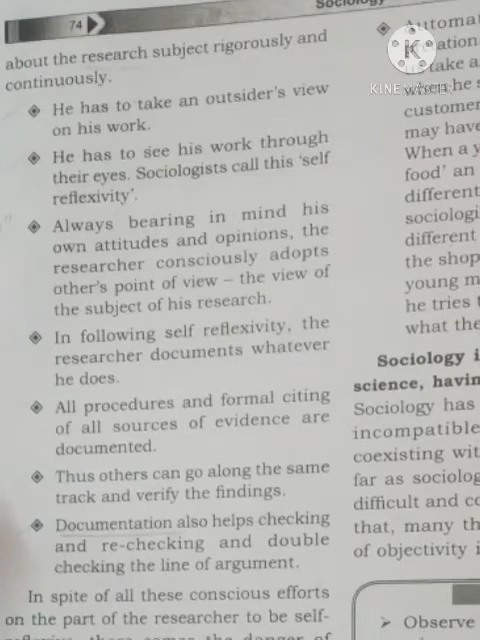 Sociology
74
about the research subject rigorously and
continuously.
He has to take an outsider's view
on his work.
He has to see his work through
their eyes. Sociologists call this 'self
reflexivity'.
Always bearing in mind his
own attitudes and opinions, the
researcher consciously adopts
other's point of view – the view of
the subject of his research.
In following self reflexivity, the
researcher documents whatever
he does.
All procedures and formal citing
of all sources of evidence are
documented.
Thus others can go along the same
track and verify the findings.
Documentation also helps checking
and re-checking and double
checking the line of argument.
In spite of all these conscious efforts
on the part of the researcher to be self-
the danger of
Automat
take a
when he s
customer
may have
When a y
food' an
different
sociologi
different
the shop
young m
he tries t
what the
Sociology i
science, havin
Sociology has
incompatible
coexisting wit
far as sociolog
difficult and co
that, many th
of objectivity i
Observe
K
KINEMASTER